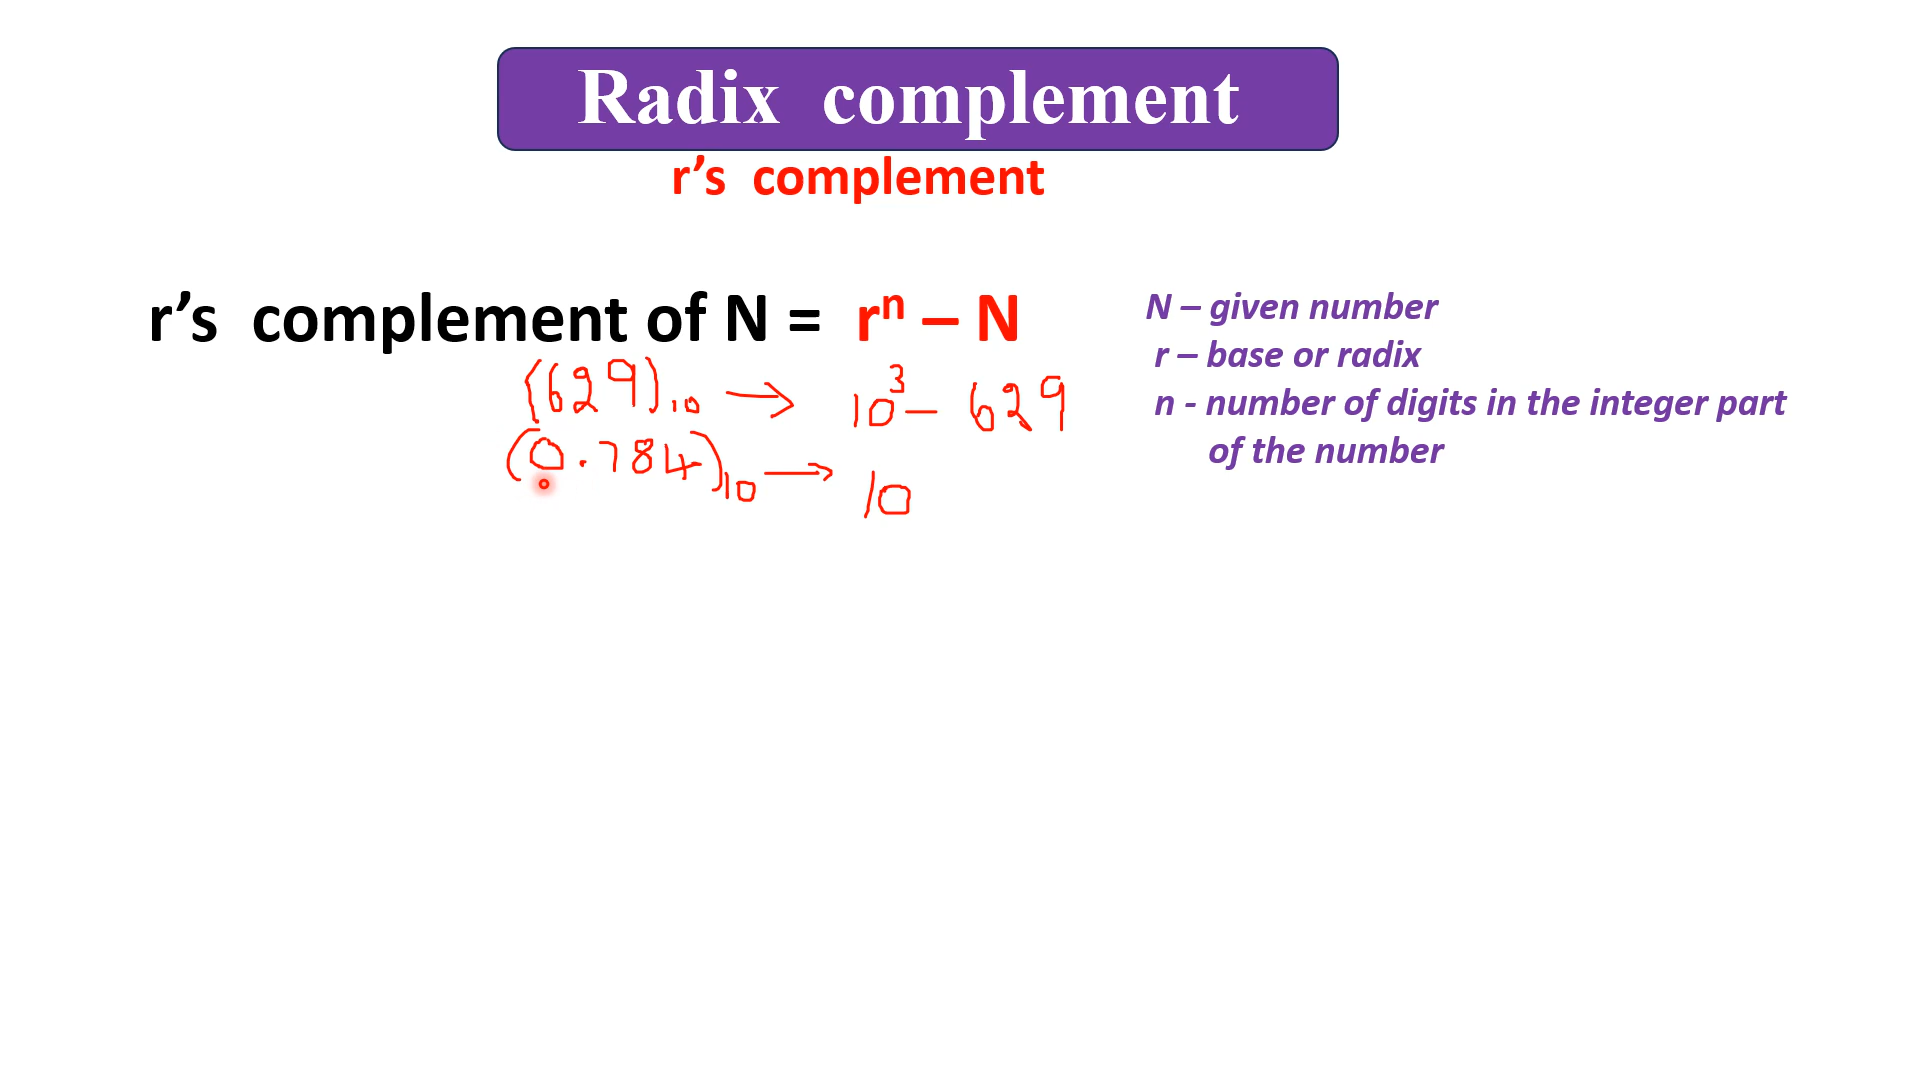 Radix complement
r’s complement
r’s complement of N = rⁿ – N
N – given number
r – base or radix
n - number of digits in the integer part
of the number
(629)₁₀ → 10³ – 629
(0.784)₁₀ → 10